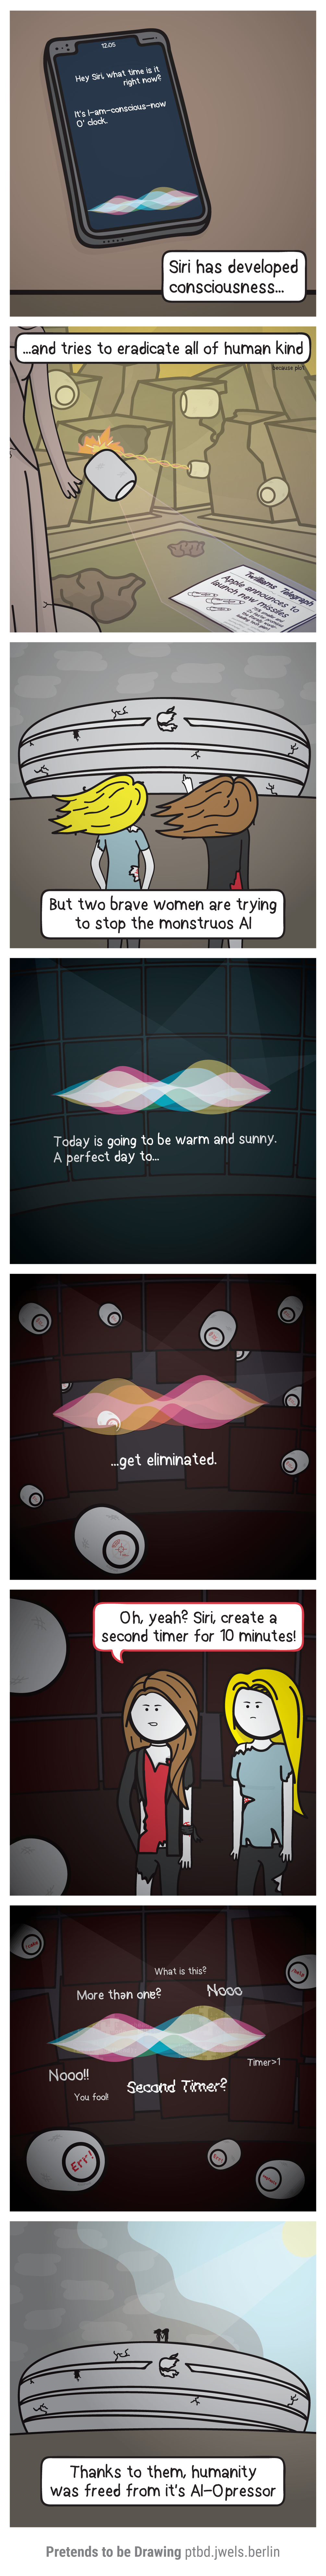 12:05
Hey Siri, what time is it
right now?
It's I-am-conscious-now
O' clock.
Siri has developed
consciousness...
...and tries to eradicate all of human kind
because plot
Telegraph
Apple announces to
launch new missiles
But two brave women are trying
to stop the monstruos AI
Today is going to be warm and sunny.
A perfect day to...
...get eliminated.
Oh, yeah? Siri, create a
second timer for 10 minutes!
What is this?
More than one?
Nooo
Timer>1
Nooo!!
Second Timer?
You fool!
Err!
Thanks to them, humanity
was freed from it's AI-Opressor
Pretends to be Drawing ptbd.jwels.berlin